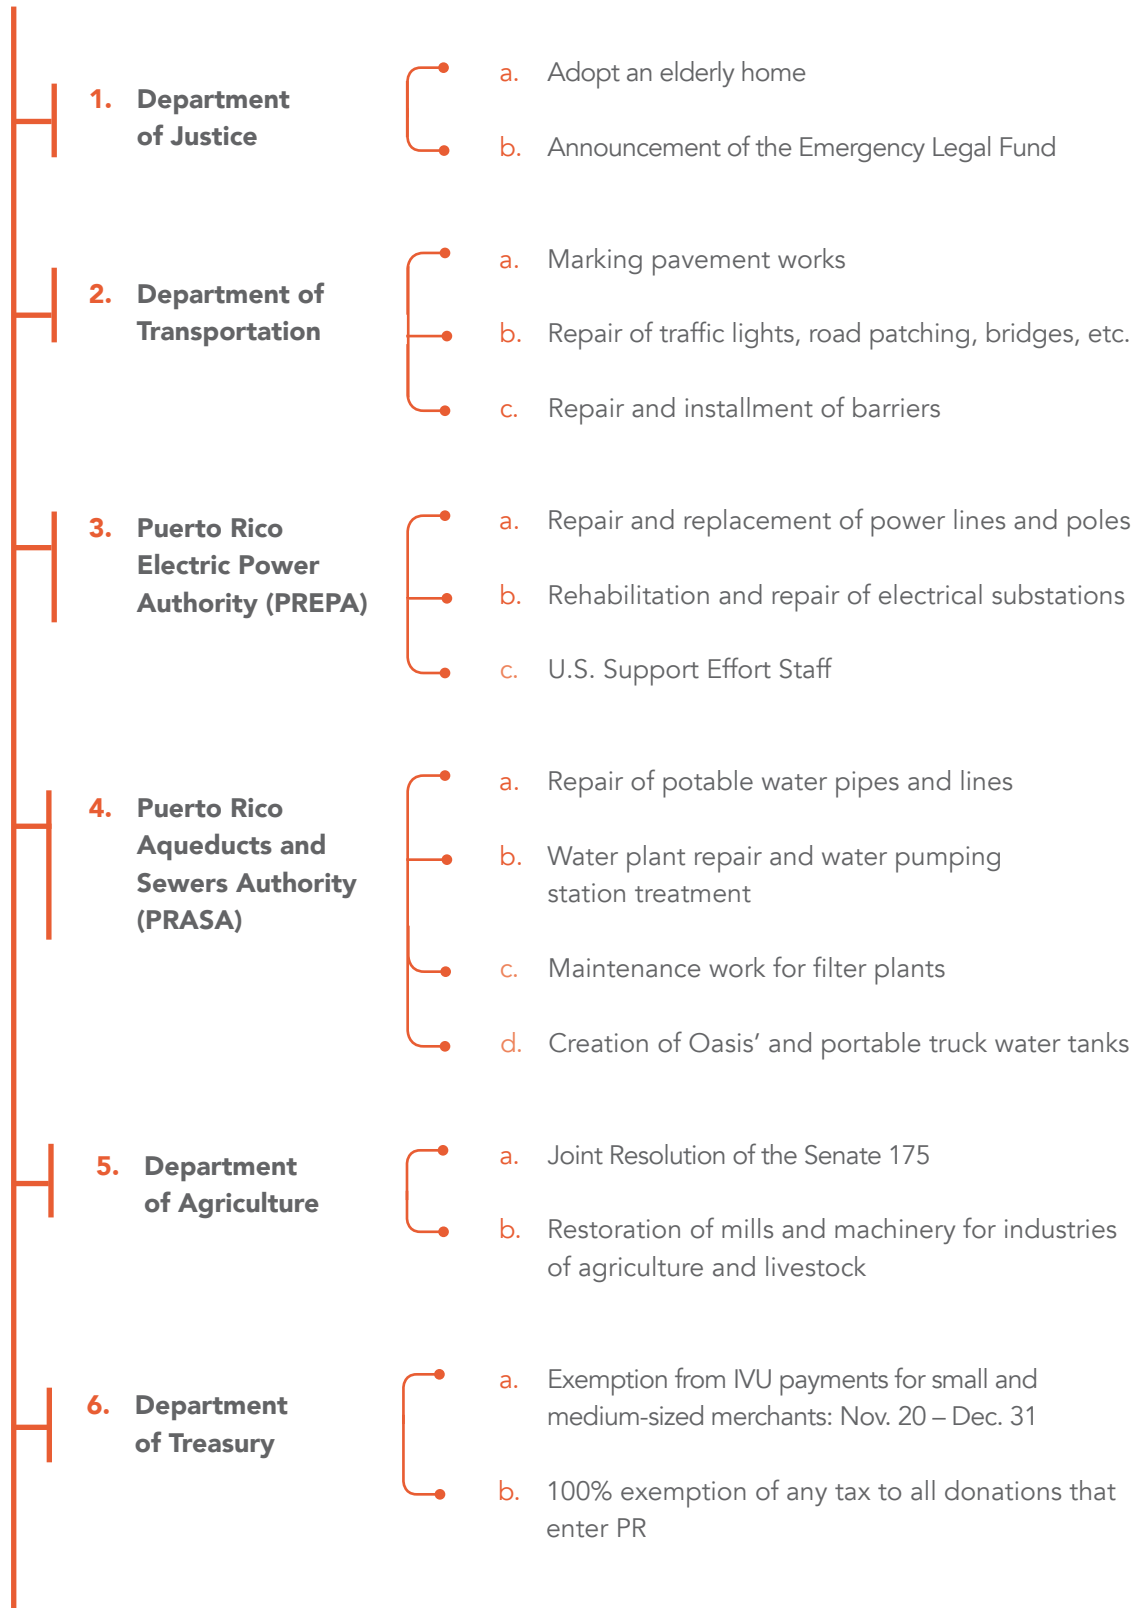 1. Department
of Justice
a. Adopt an elderly home
b. Announcement of the Emergency Legal Fund
2. Department of
Transportation
a. Marking pavement works
b. Repair of traffic lights, road patching, bridges, etc.
c. Repair and installment of barriers
3. Puerto Rico
Electric Power
Authority (PREPA)
a. Repair and replacement of power lines and poles
b. Rehabilitation and repair of electrical substations
c. U.S. Support Effort Staff
4. Puerto Rico
Aqueducts and
Sewers Authority
(PRASA)
a. Repair of potable water pipes and lines
b. Water plant repair and water pumping
station treatment
c. Maintenance work for filter plants
d. Creation of Oasis’ and portable truck water tanks
5. Department
of Agriculture
a. Joint Resolution of the Senate 175
b. Restoration of mills and machinery for industries
of agriculture and livestock
6. Department
of Treasury
a. Exemption from IVU payments for small and
medium-sized merchants: Nov. 20 – Dec. 31
b. 100% exemption of any tax to all donations that
enter PR